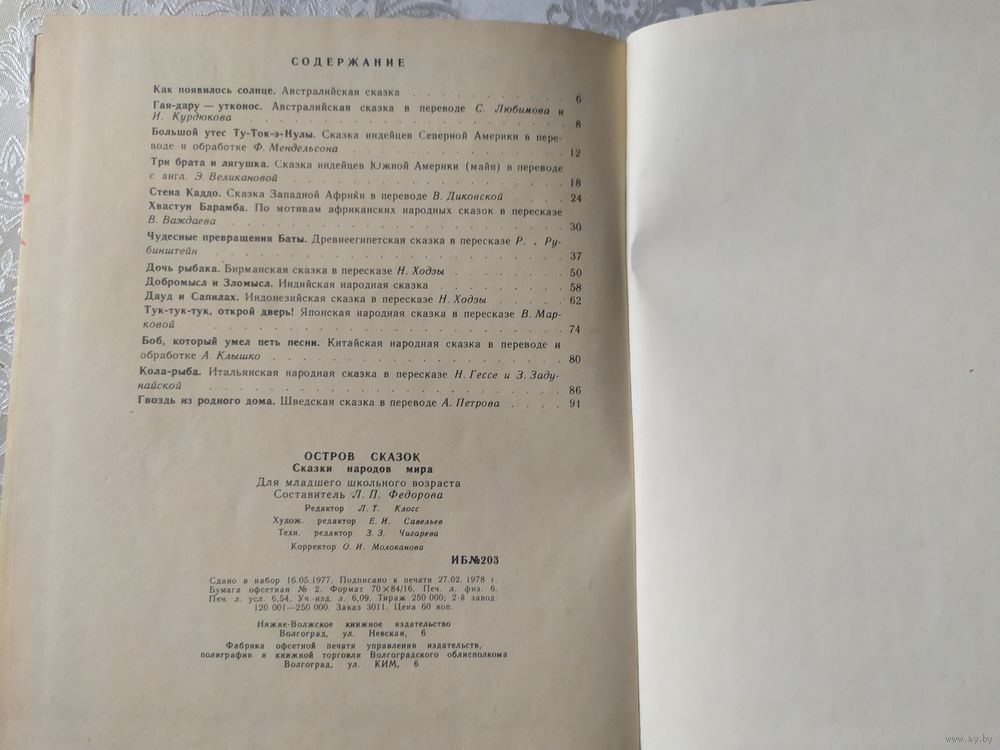 СОДЕРЖАНИЕ
Как появилось солнце. Австралийская сказка . . . . . . . . . 6
Гая-дару — утконос. Австралийская сказка в переводе С. Любимова и
И. Курдюкова . . . . . . . . . . . . . . . . . 8
Большой утес Ту-Ток-э-Нулы. Сказка индейцев Северной Америки в пере-
воде и обработке Ф. Мендельсона . . . . . . . . . . . 12
Три брата и лягушка. Сказка индейцев Южной Америки (майя) в переводе
с англ. Э. Великановой . . . . . . . . . . . . . . 18
Стена Каддо. Сказка Западной Африки в переводе В. Диковской . . . . 24
Хвастун Барамба. По мотивам африканских народных сказок в пересказе
В. Важдаева . . . . . . . . . . . . . . . . . 30
Чудесные превращения Баты. Древнеегипетская сказка в пересказе Р. , Ру-
бинштейн . . . . . . . . . . . . . . . . . . 37
Дочь рыбака. Бирманская сказка в пересказе Н. Ходзы . . . . . . 50
Добромысл и Зломысл. Индийская народная сказка . . . . . . . 58
Дауд и Сапилах. Индонезийская сказка в пересказе Н. Ходзы . . . . 62
Тук-тук-тук, открой дверь! Японская народная сказка в пересказе В. Мар-
ковой . . . . . . . . . . . . . . . . . . . 74
Боб, который умел петь песни. Китайская народная сказка в переводе и
обработке А. Клышко . . . . . . . . . . . . . . 80
Кола-рыба. Итальянская народная сказка в пересказе Н. Гессе и З. Заду-
найской . . . . . . . . . . . . . . . . . . 86
Гвоздь из родного дома. Шведская сказка в переводе А. Петрова . . . . 91
ОСТРОВ СКАЗОК
Сказки народов мира
Для младшего школьного возраста
Составитель Л. П. Федорова
Редактор Л. Т. Клосс
Худож. редактор Е. И. Савельев
Техн. редактор З. З. Чигарева
Корректор О. И. Молоканова
ИБ№203
Сдано в набор 16.05.1977. Подписано к печати 27.02. 1978 г.
Бумага офсетная № 2. Формат 70×84/16. Печ. л. физ. 6.
Печ. л. усл. 6,54. Уч.-изд. л. 6,09. Тираж 250 000; 2-й завод:
120 001—250 000. Заказ 3011. Цена 60 коп.
Нижне-Волжское книжное издательство
Волгоград, ул. Невская, 6
Фабрика офсетной печати управления издательств,
полиграфии и книжной торговли Волгоградского облисполкома
Волгоград, ул. КИМ, 6
www.ay.by